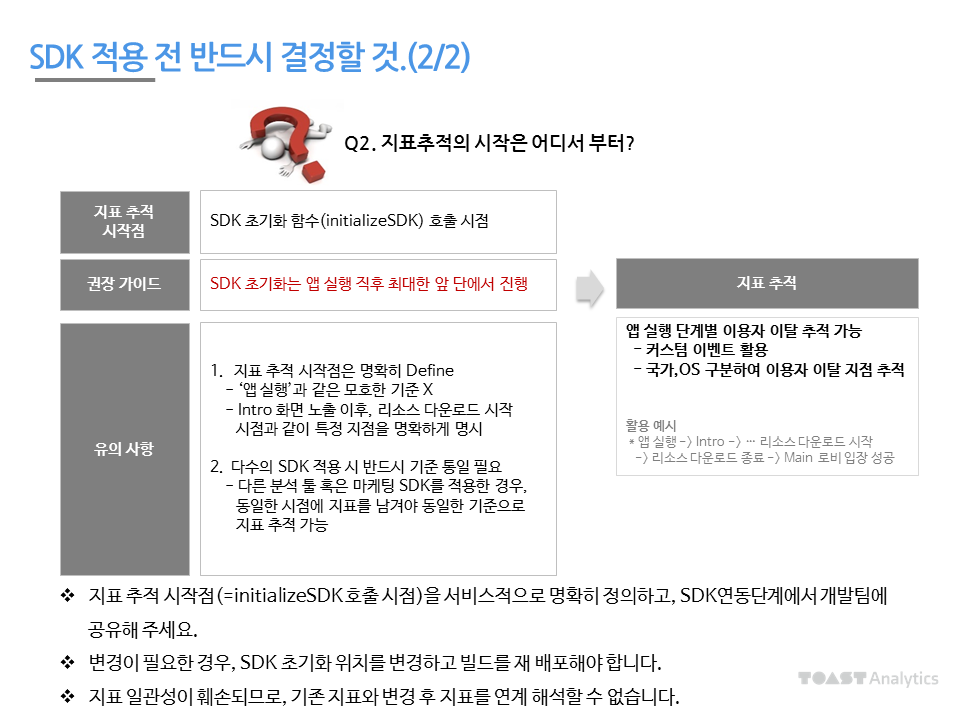 SDK 적용 전 반드시 결정할 것.(2/2)
Q2. 지표추적의 시작은 어디서 부터?
지표 추적
시작점
SDK 초기화 함수(initializeSDK) 호출 시점
권장 가이드
SDK 초기화는 앱 실행 직후 최대한 앞 단에서 진행
유의 사항
1. 지표 추적 시작점은 명확히 Define
- ‘앱 실행’과 같은 모호한 기준 X
- Intro 화면 노출 이후, 리소스 다운로드 시작
시점과 같이 특정 지점을 명확하게 명시
2. 다수의 SDK 적용 시 반드시 기준 통일 필요
- 다른 분석 툴 혹은 마케팅 SDK를 적용한 경우,
동일한 시점에 지표를 남겨야 동일한 기준으로
지표 추적 가능
지표 추적
앱 실행 단계별 이용자 이탈 추적 가능
- 커스텀 이벤트 활용
- 국가,OS 구분하여 이용자 이탈 지점 추적
활용 예시
* 앱 실행 -> Intro -> … 리소스 다운로드 시작
-> 리소스 다운로드 종료 -> Main 로비 입장 성공
❖ 지표 추적 시작점(=initializeSDK 호출 시점)을 서비스적으로 명확히 정의하고, SDK연동단계에서 개발팀에
공유해 주세요.
❖ 변경이 필요한 경우, SDK 초기화 위치를 변경하고 빌드를 재 배포해야 합니다.
❖ 지표 일관성이 훼손되므로, 기존 지표와 변경 후 지표를 연계 해석할 수 없습니다.
TOAST Analytics